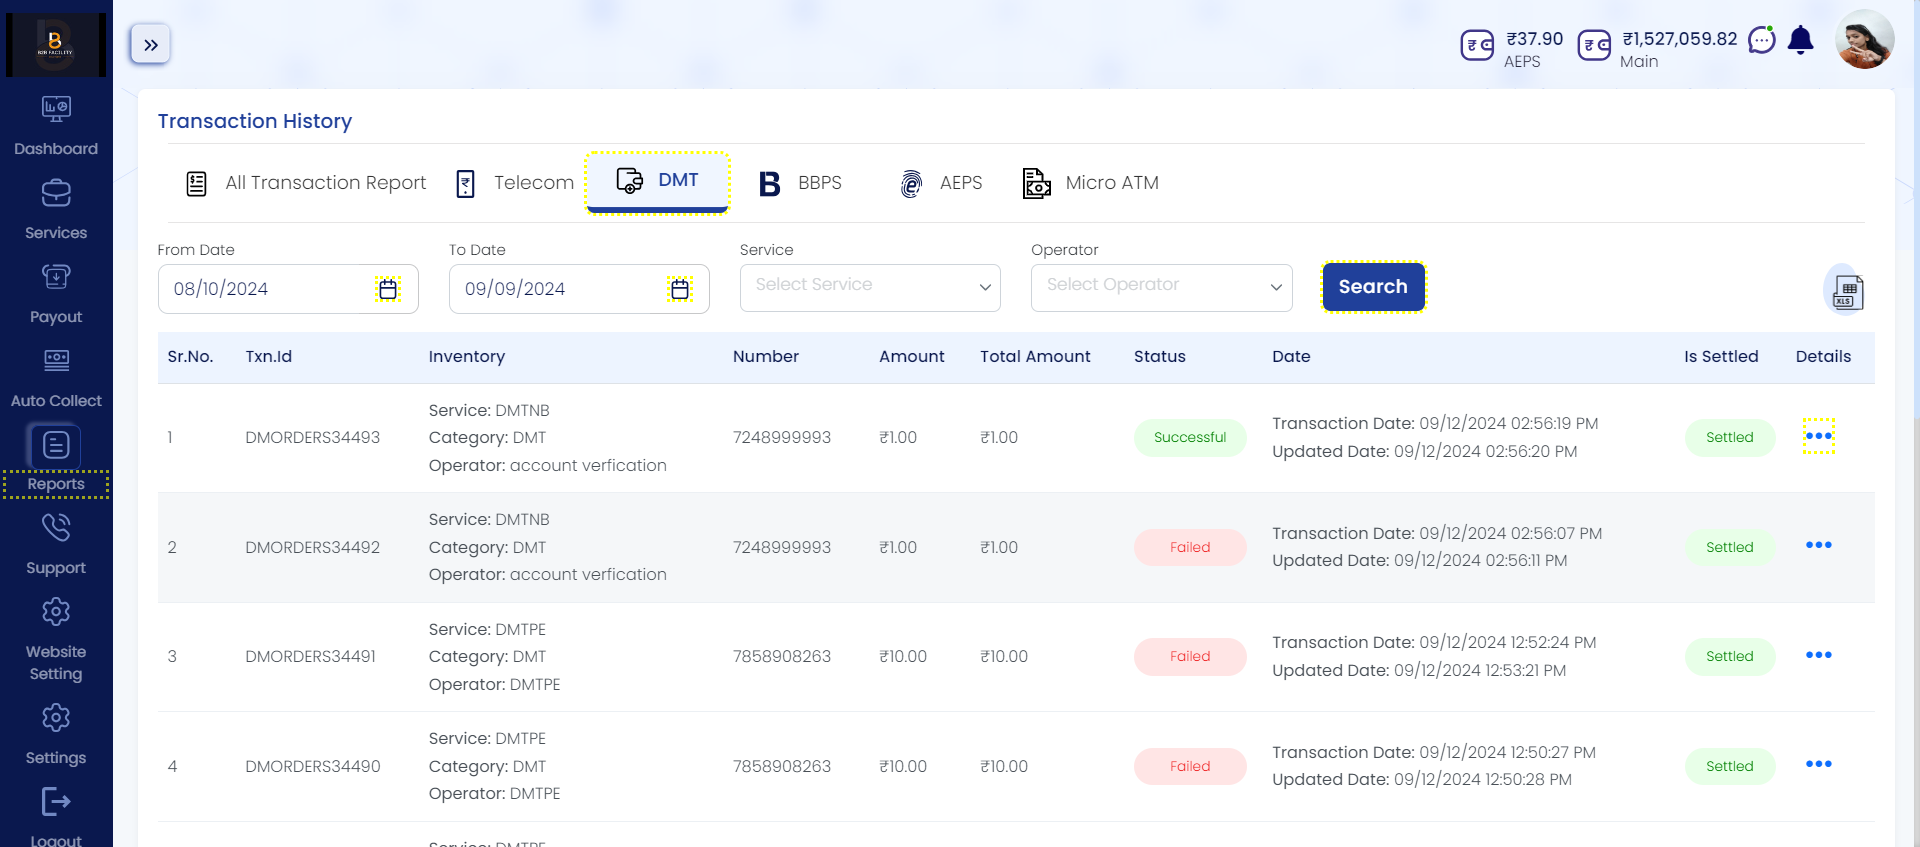 B2B FACILITY
₹37.90
AEPS
₹1,527,059.82
Main
Dashboard
Services
Payout
Auto Collect
Reports
Support
Website
Setting
Settings
Logout
Transaction History
All Transaction Report
Telecom
DMT
BBPS
AEPS
Micro ATM
From Date
To Date
Service
Operator
08/10/2024
09/09/2024
Select Service
Select Operator
Search
XLS
Sr.No. Txn.Id Inventory Number Amount Total Amount Status Date Is Settled Details
Service: DMTNB
1 DMORDERS34493 Category: DMT 7248999993 ₹1.00 ₹1.00 Successful Transaction Date: 09/12/2024 02:56:19 PM Settled
Operator: account verfication Updated Date: 09/12/2024 02:56:20 PM
Service: DMTNB
2 DMORDERS34492 Category: DMT 7248999993 ₹1.00 ₹1.00 Failed Transaction Date: 09/12/2024 02:56:07 PM Settled
Operator: account verfication Updated Date: 09/12/2024 02:56:11 PM
Service: DMTPE
3 DMORDERS34491 Category: DMT 7858908263 ₹10.00 ₹10.00 Failed Transaction Date: 09/12/2024 12:52:24 PM Settled
Operator: DMTPE Updated Date: 09/12/2024 12:53:21 PM
Service: DMTPE
4 DMORDERS34490 Category: DMT 7858908263 ₹10.00 ₹10.00 Failed Transaction Date: 09/12/2024 12:50:27 PM Settled
Operator: DMTPE Updated Date: 09/12/2024 12:50:28 PM
Service: DMTPE